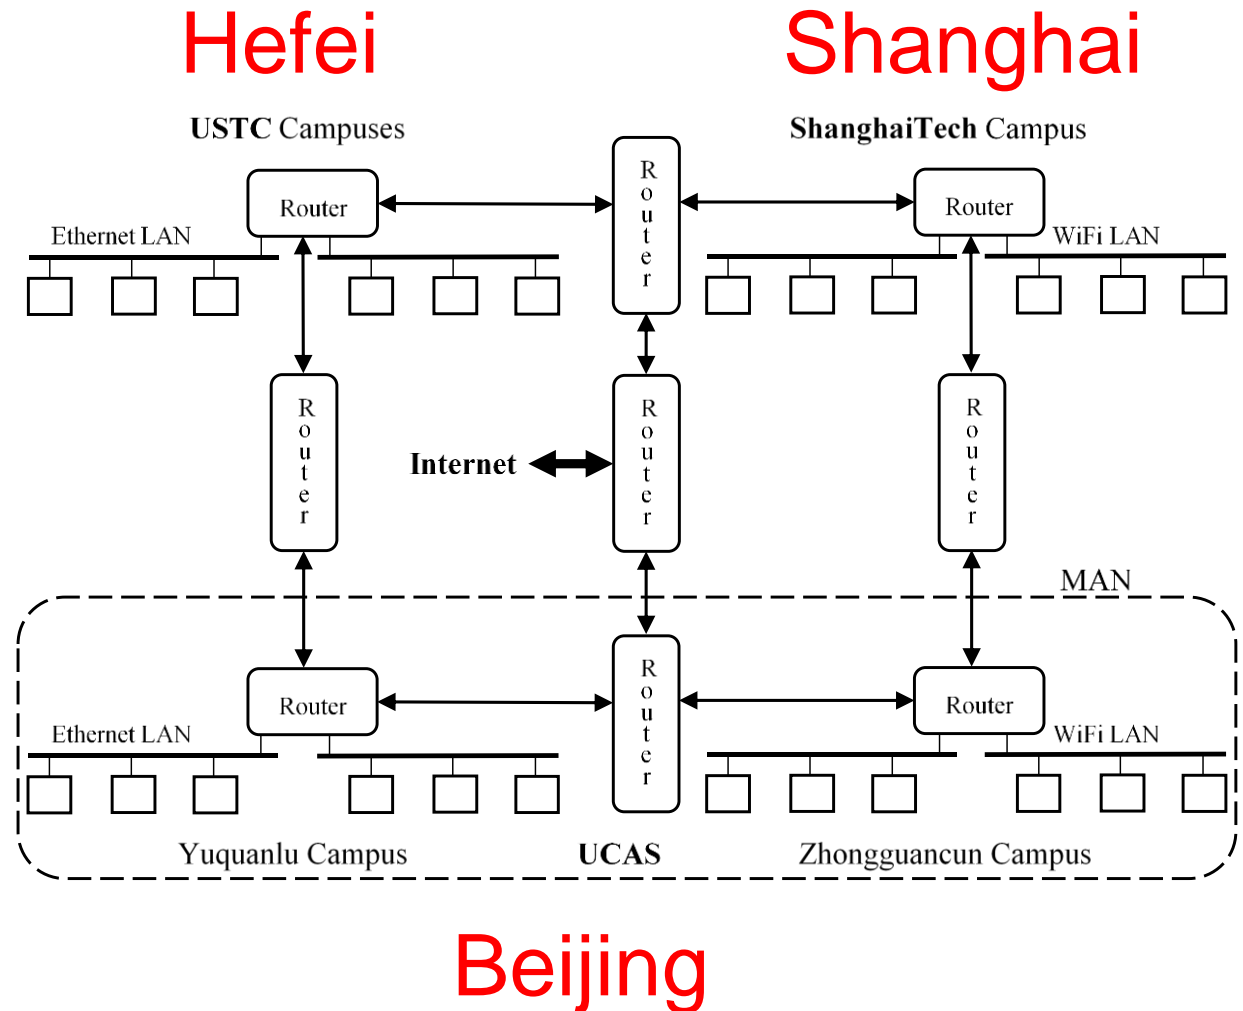 Hefei
Shanghai
USTC Campuses
ShanghaiTech Campus
Router
Router
Router
Ethernet LAN
WiFi LAN
Router
Router
Router
Internet
MAN
Router
Router
Router
Ethernet LAN
WiFi LAN
Yuquanlu Campus
UCAS
Zhongguancun Campus
Beijing